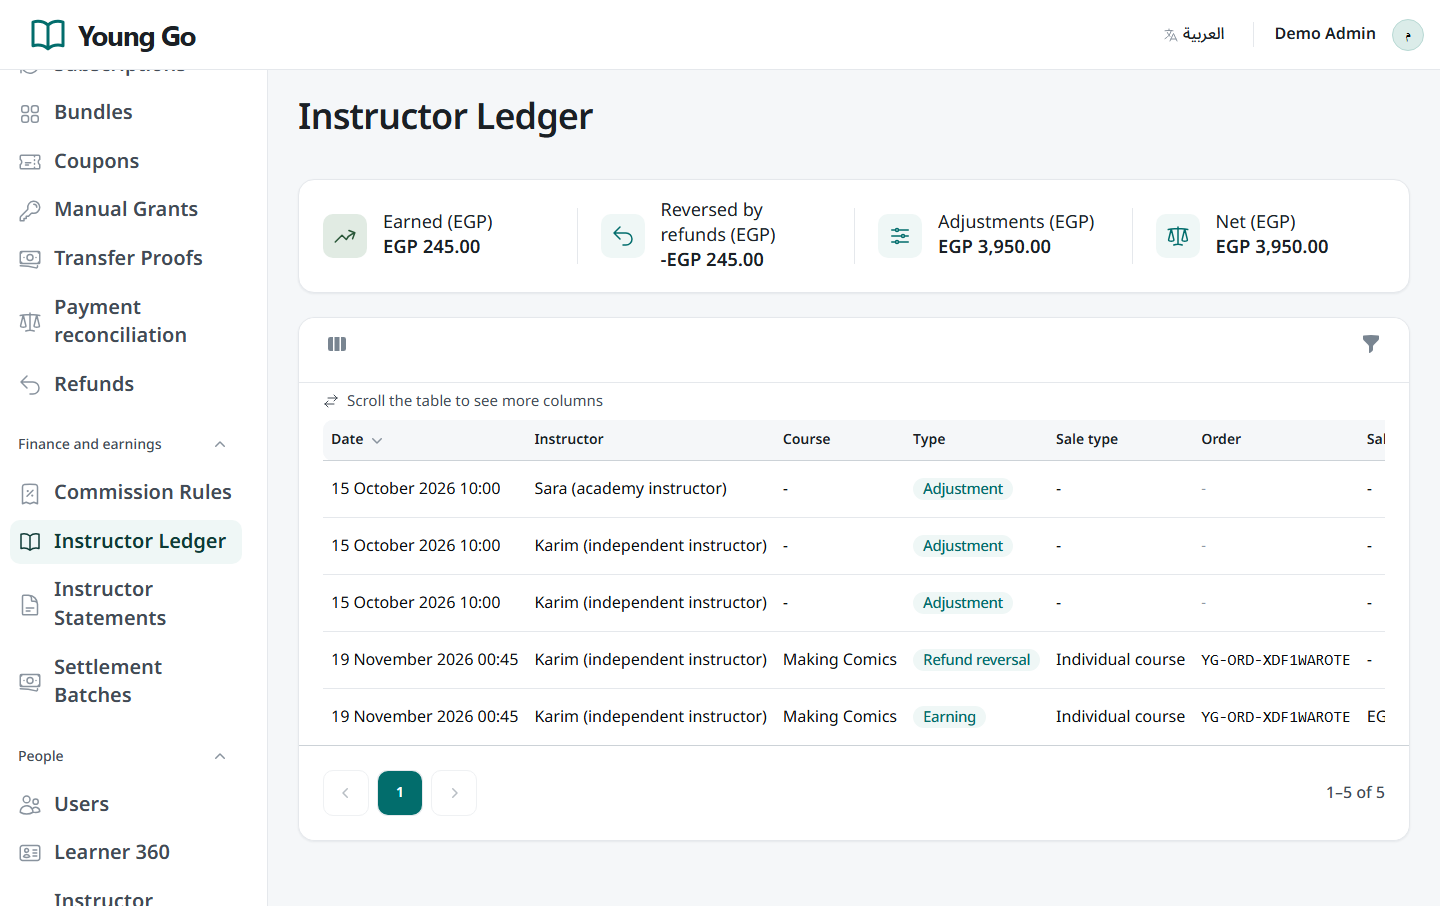 Young Go
العربية
Demo Admin
م
Subscriptions
Bundles
Coupons
Manual Grants
Transfer Proofs
Payment
reconciliation
Refunds
Finance and earnings
Commission Rules
Instructor Ledger
Instructor
Statements
Settlement
Batches
People
Users
Learner 360
Instructor
Instructor Ledger
Earned (EGP)
EGP 245.00
Reversed by
refunds (EGP)
-EGP 245.00
Adjustments (EGP)
EGP 3,950.00
Net (EGP)
EGP 3,950.00
Scroll the table to see more columns
Date Instructor Course Type Sale type Order Sal
15 October 2026 10:00 Sara (academy instructor) - Adjustment - - -
15 October 2026 10:00 Karim (independent instructor) - Adjustment - - -
15 October 2026 10:00 Karim (independent instructor) - Adjustment - - -
19 November 2026 00:45 Karim (independent instructor) Making Comics Refund reversal Individual course YG-ORD-XDF1WAROTE -
19 November 2026 00:45 Karim (independent instructor) Making Comics Earning Individual course YG-ORD-XDF1WAROTE EG
1
1–5 of 5